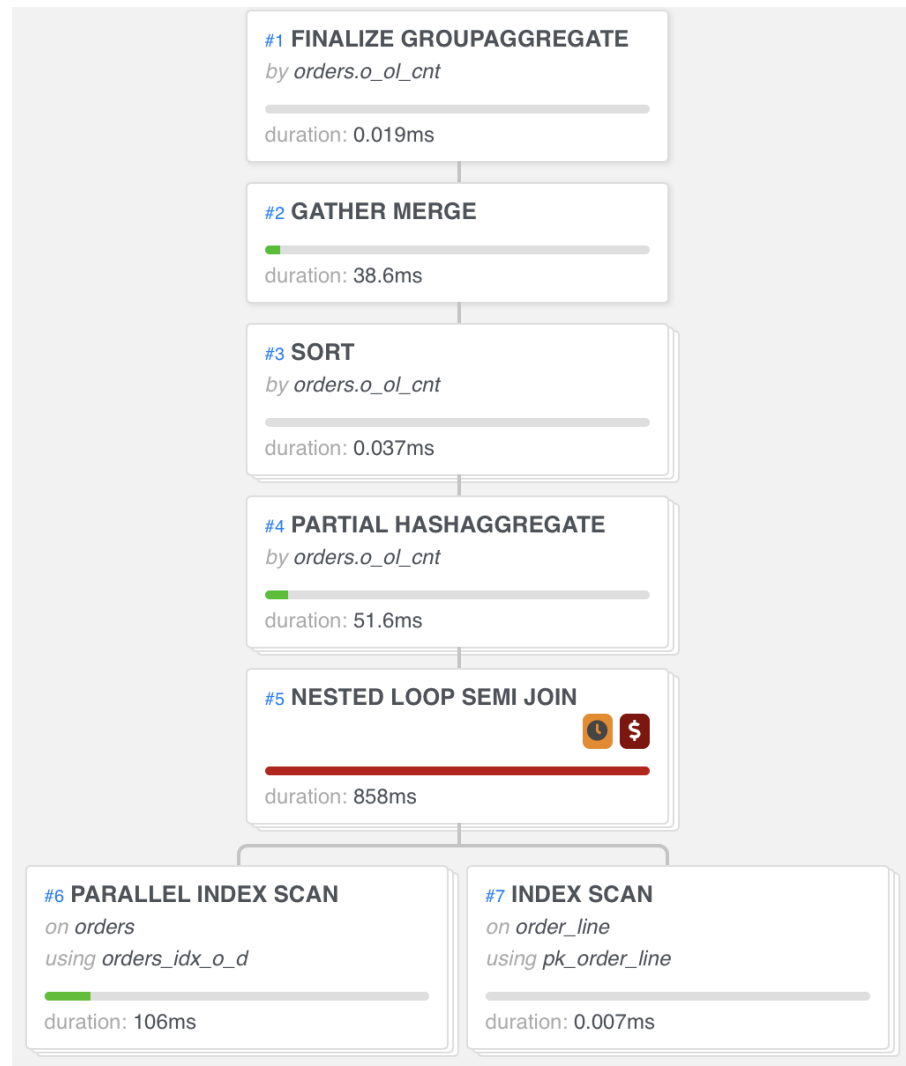 #1 FINALIZE GROUPAGGREGATE
by orders.o_ol_cnt
duration: 0.019ms
#2 GATHER MERGE
duration: 38.6ms
#3 SORT
by orders.o_ol_cnt
duration: 0.037ms
#4 PARTIAL HASHAGGREGATE
by orders.o_ol_cnt
duration: 51.6ms
#5 NESTED LOOP SEMI JOIN
$
duration: 858ms
#6 PARALLEL INDEX SCAN
on orders
using orders_idx_o_d
duration: 106ms
#7 INDEX SCAN
on order_line
using pk_order_line
duration: 0.007ms